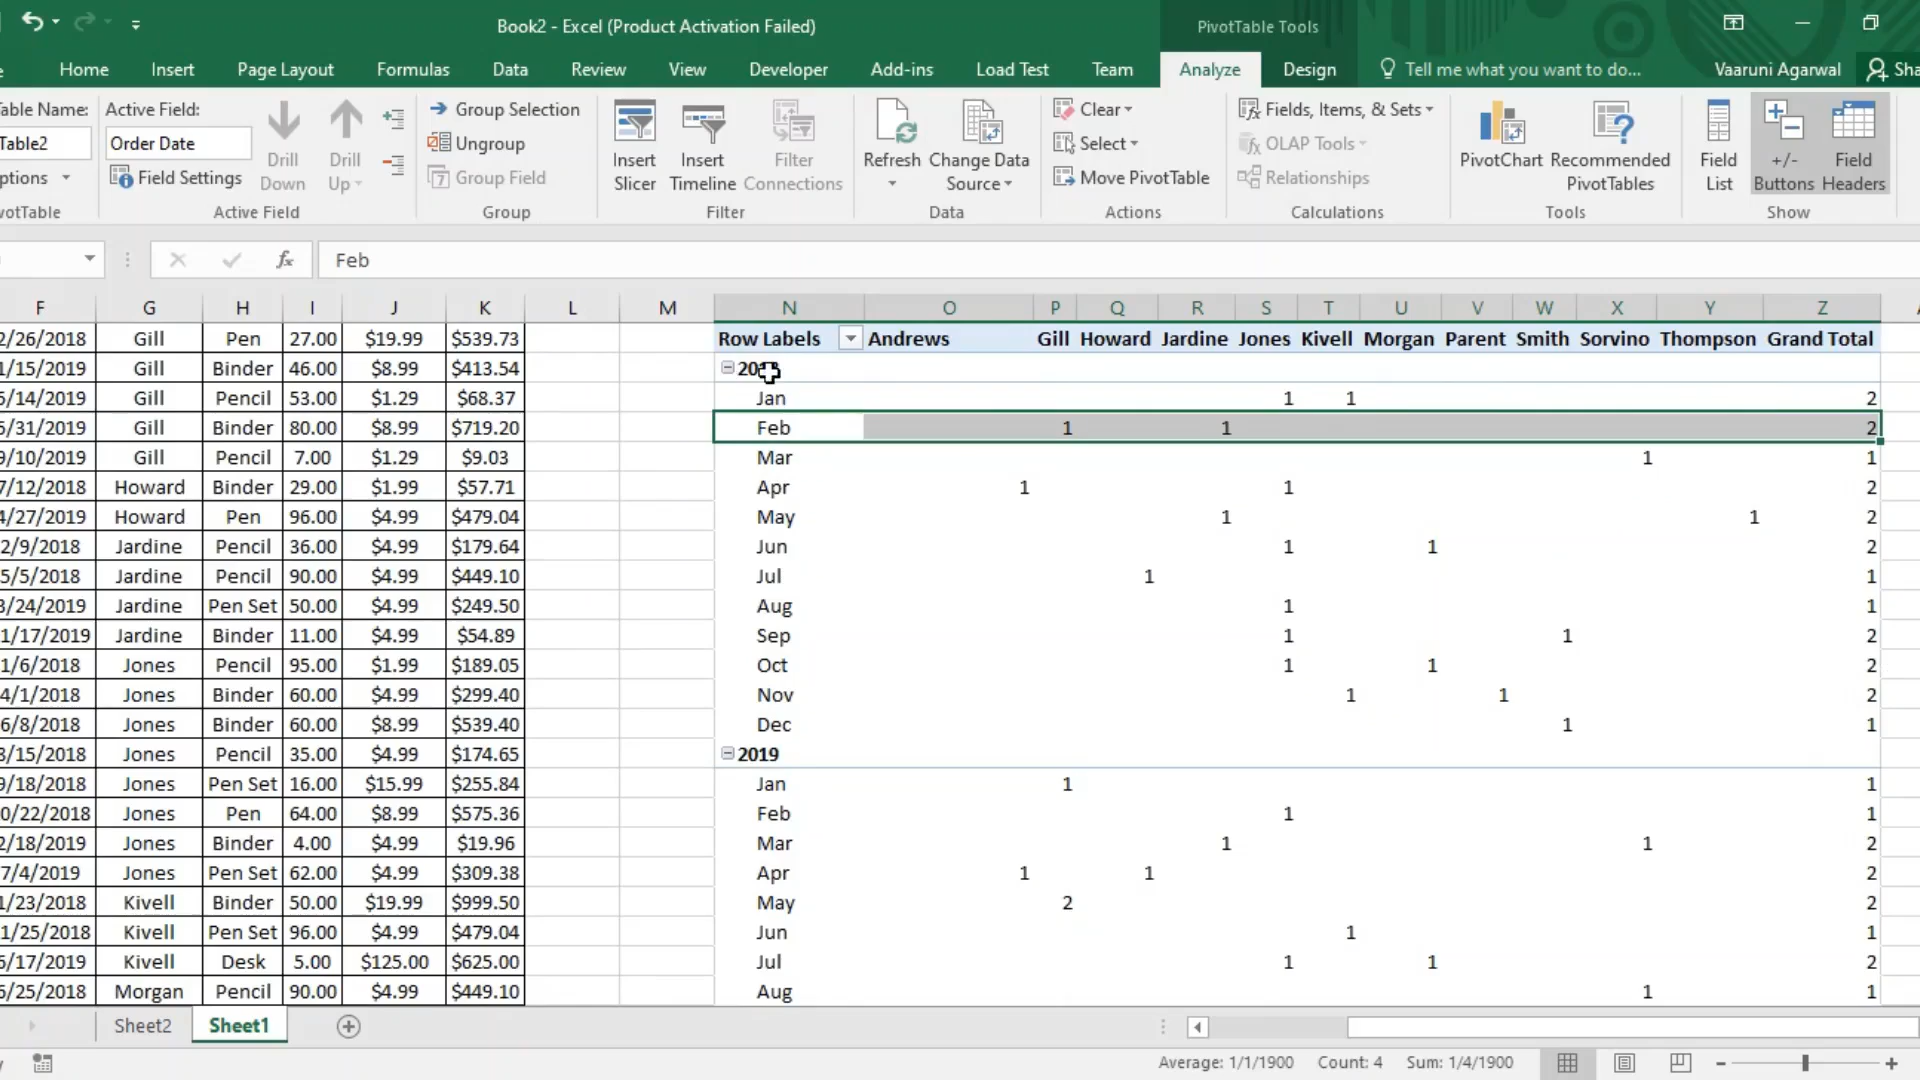 Book2 - Excel (Product Activation Failed) PivotTable Tools
Home Insert Page Layout Formulas Data Review View Developer Add-ins Load Test Team Analyze Design Tell me what you want to do... Vaaruni Agarwal Sha
able Name: Active Field: Group Selection Clear Fields, Items, & Sets
Table2 Order Date Ungroup Select OLAP Tools
ptions Field Settings Drill Down Drill Up Group Field Insert Slicer Insert Timeline Filter Connections Refresh Change Data Source Move PivotTable Relationships PivotChart Recommended PivotTables Field List +/- Buttons Field Headers
votTable Active Field Group Filter Data Actions Calculations Tools Show
fx Feb
F G H I J K L M N O P Q R S T U V W X Y Z
2/26/2018 Gill Pen 27.00 $19.99 $539.73 Row Labels Andrews Gill Howard Jardine Jones Kivell Morgan Parent Smith Sorvino Thompson Grand Total
1/15/2019 Gill Binder 46.00 $8.99 $413.54
5/14/2019 Gill Pencil 53.00 $1.29 $68.37 Jan 1 1 2
5/31/2019 Gill Binder 80.00 $8.99 $719.20 Feb 1 1 2
9/10/2019 Gill Pencil 7.00 $1.29 $9.03 Mar 1 1
7/12/2018 Howard Binder 29.00 $1.99 $57.71 Apr 1 1 2
4/27/2019 Howard Pen 96.00 $4.99 $479.04 May 1 1 2
2/9/2018 Jardine Pencil 36.00 $4.99 $179.64 Jun 1 1 2
5/5/2018 Jardine Pencil 90.00 $4.99 $449.10 Jul 1 1
3/24/2019 Jardine Pen Set 50.00 $4.99 $249.50 Aug 1 1
1/17/2019 Jardine Binder 11.00 $4.99 $54.89 Sep 1 1 2
1/6/2018 Jones Pencil 95.00 $1.99 $189.05 Oct 1 1 2
4/1/2018 Jones Binder 60.00 $4.99 $299.40 Nov 1 1 2
6/8/2018 Jones Binder 60.00 $8.99 $539.40 Dec 1 1
8/15/2018 Jones Pencil 35.00 $4.99 $174.65 2019
9/18/2018 Jones Pen Set 16.00 $15.99 $255.84 Jan 1 1
0/22/2018 Jones Pen 64.00 $8.99 $575.36 Feb 1 1
2/18/2019 Jones Binder 4.00 $4.99 $19.96 Mar 1 1 2
7/4/2019 Jones Pen Set 62.00 $4.99 $309.38 Apr 1 1 2
1/23/2018 Kivell Binder 50.00 $19.99 $999.50 May 2 2
1/25/2018 Kivell Pen Set 96.00 $4.99 $479.04 Jun 1 1
6/17/2019 Kivell Desk 5.00 $125.00 $625.00 Jul 1 1 2
6/25/2018 Morgan Pencil 90.00 $4.99 $449.10 Aug 1 1
Sheet2 Sheet1
Average: 1/1/1900 Count: 4 Sum: 1/4/1900